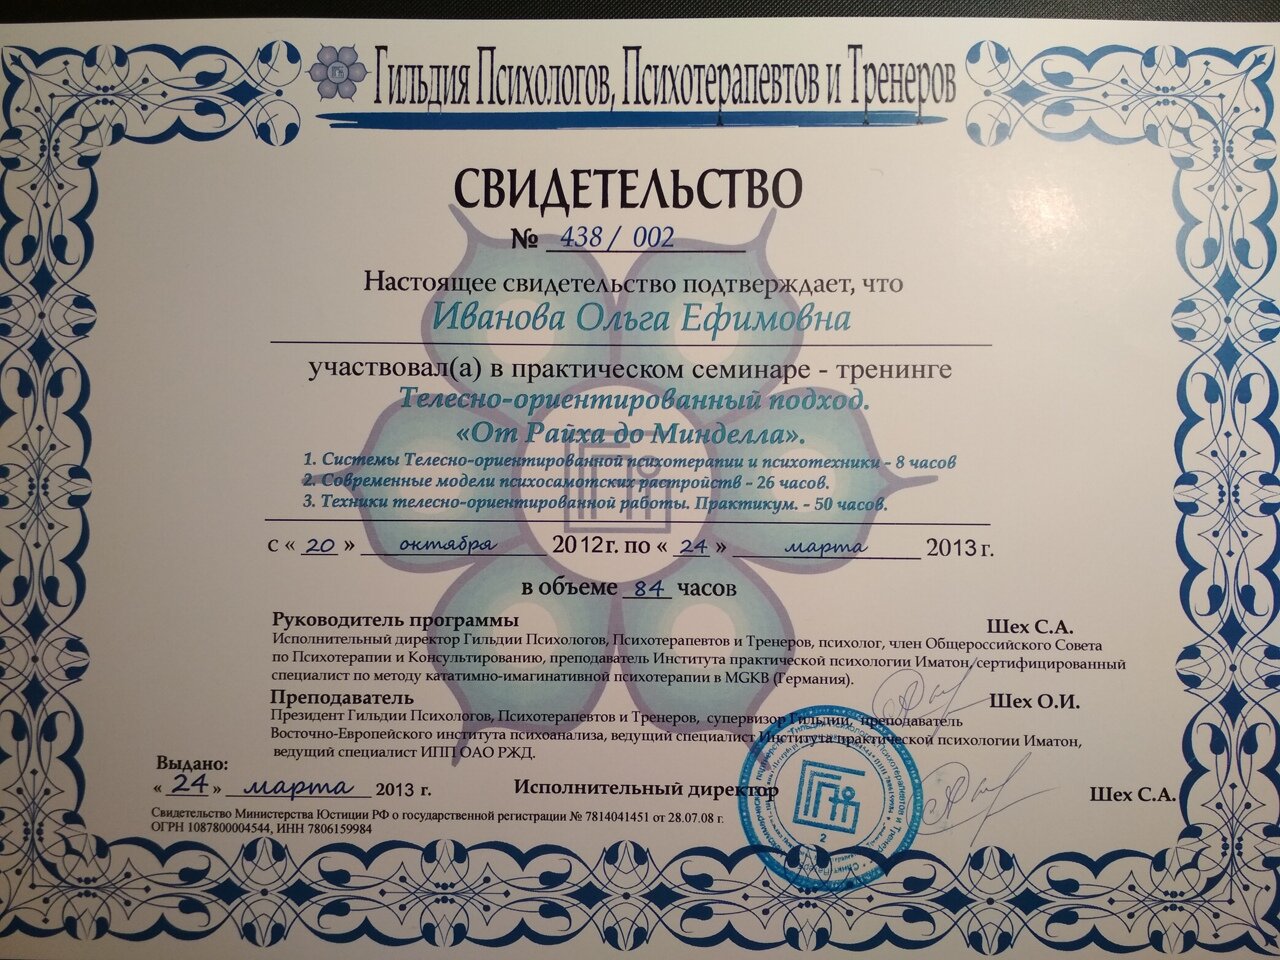 Гильдия Психологов, Психотерапевтов и Тренеров
СВИДЕТЕЛЬСТВО
№ 438 / 002
Настоящее свидетельство подтверждает, что
Иванова Ольга Ефимовна
участвовал(а) в практическом семинаре - тренинге
Телесно-ориентированный подход.
«От Райха до Минделла».
1. Системы Телесно-ориентированной психотерапии и психотехники - 8 часов
2. Современные модели психосамотских растройств - 26 часов.
3. Техники телесно-ориентированной работы. Практикум. - 50 часов.
с « 20 » октября 2012 г. по « 24 » марта 2013 г.
в объеме 84 часов
Руководитель программы Шех С.А.
Исполнительный директор Гильдии Психологов, Психотерапевтов и Тренеров, психолог, член Общероссийского Совета
по Психотерапии и Консультированию, преподаватель Института практической психологии Иматон, сертифицированный
специалист по методу кататимно-имагинативной психотерапии в MGKB (Германия).
Преподаватель Шех О.И.
Президент Гильдии Психологов, Психотерапевтов и Тренеров, супервизор Гильдии, преподаватель
Восточно-Европейского института психоанализа, ведущий специалист Института практической психологии Иматон,
ведущий специалист ИПП ОАО РЖД.
Выдано:
« 24 » марта 2013 г. Исполнительный директор Шех С.А.
Свидетельство Министерства Юстиции РФ о государственной регистрации № 7814041451 от 28.07.08 г.
ОГРН 1087800004544, ИНН 7806159984
2